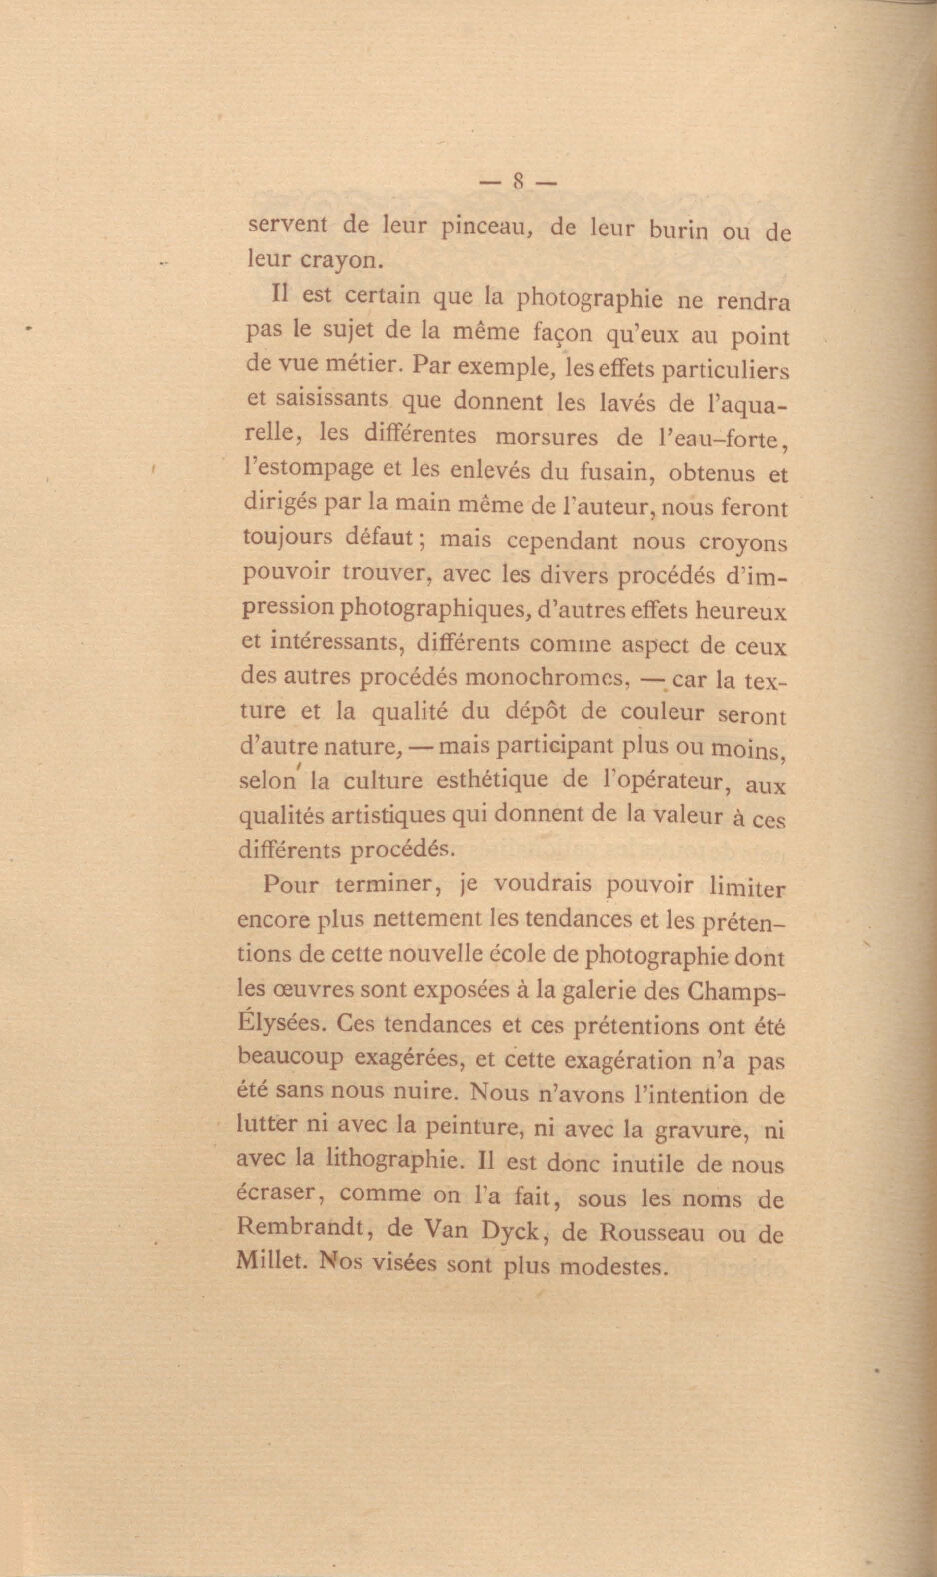 — 8 —
servent de leur pinceau, de leur burin ou de
leur crayon.
Il est certain que la photographie ne rendra
pas le sujet de la même façon qu'eux au point
de vue métier. Par exemple, les effets particuliers
et saisissants que donnent les lavés de l'aqua-
relle, les différentes morsures de l'eau-forte,
l'estompage et les enlevés du fusain, obtenus et
dirigés par la main même de l'auteur, nous feront
toujours défaut; mais cependant nous croyons
pouvoir trouver, avec les divers procédés d'im-
pression photographiques, d'autres effets heureux
et intéressants, différents comme aspect de ceux
des autres procédés monochromes, — car la tex-
ture et la qualité du dépôt de couleur seront
d'autre nature, — mais participant plus ou moins,
selon la culture esthétique de l'opérateur, aux
qualités artistiques qui donnent de la valeur à ces
différents procédés.
Pour terminer, je voudrais pouvoir limiter
encore plus nettement les tendances et les préten-
tions de cette nouvelle école de photographie dont
les œuvres sont exposées à la galerie des Champs-
Élysées. Ces tendances et ces prétentions ont été
beaucoup exagérées, et cette exagération n'a pas
été sans nous nuire. Nous n'avons l'intention de
lutter ni avec la peinture, ni avec la gravure, ni
avec la lithographie. Il est donc inutile de nous
écraser, comme on l'a fait, sous les noms de
Rembrandt, de Van Dyck, de Rousseau ou de
Millet. Nos visées sont plus modestes.